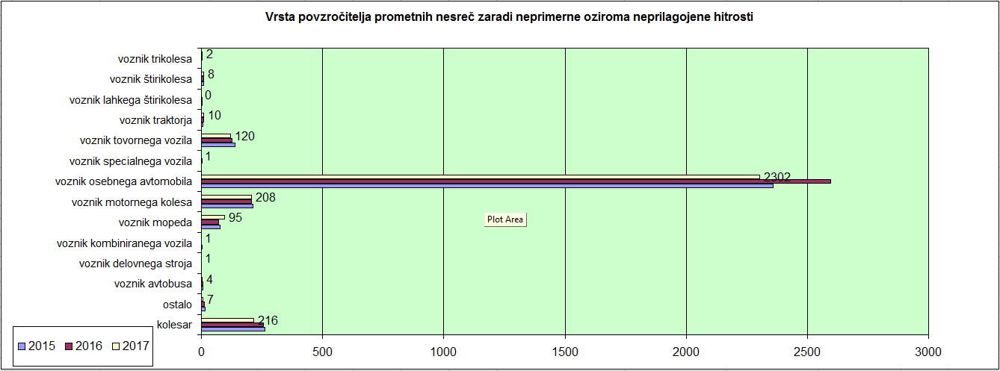 Vrsta povzročitelja prometnih nesreč zaradi neprimerne oziroma neprilagojene hitrosti
voznik trikolesa 2
voznik štirikolesa 8
voznik lahkega štirikolesa 0
voznik traktorja 10
voznik tovornega vozila 120
voznik specialnega vozila 1
voznik osebnega avtomobila 2302
voznik motornega kolesa 208
voznik mopeda 95
Plot Area
voznik kombiniranega vozila 1
voznik delovnega stroja 1
voznik avtobusa 4
ostalo 7
kolesar 216
2015 2016 2017
0 500 1000 1500 2000 2500 3000